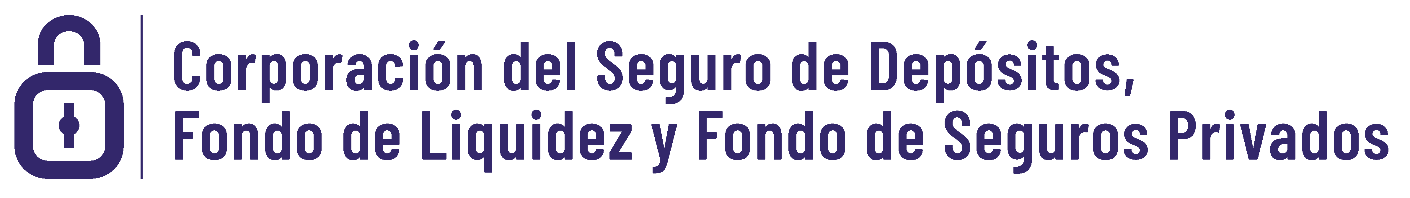 Corporación del Seguro de Depósitos,
Fondo de Liquidez y Fondo de Seguros Privados